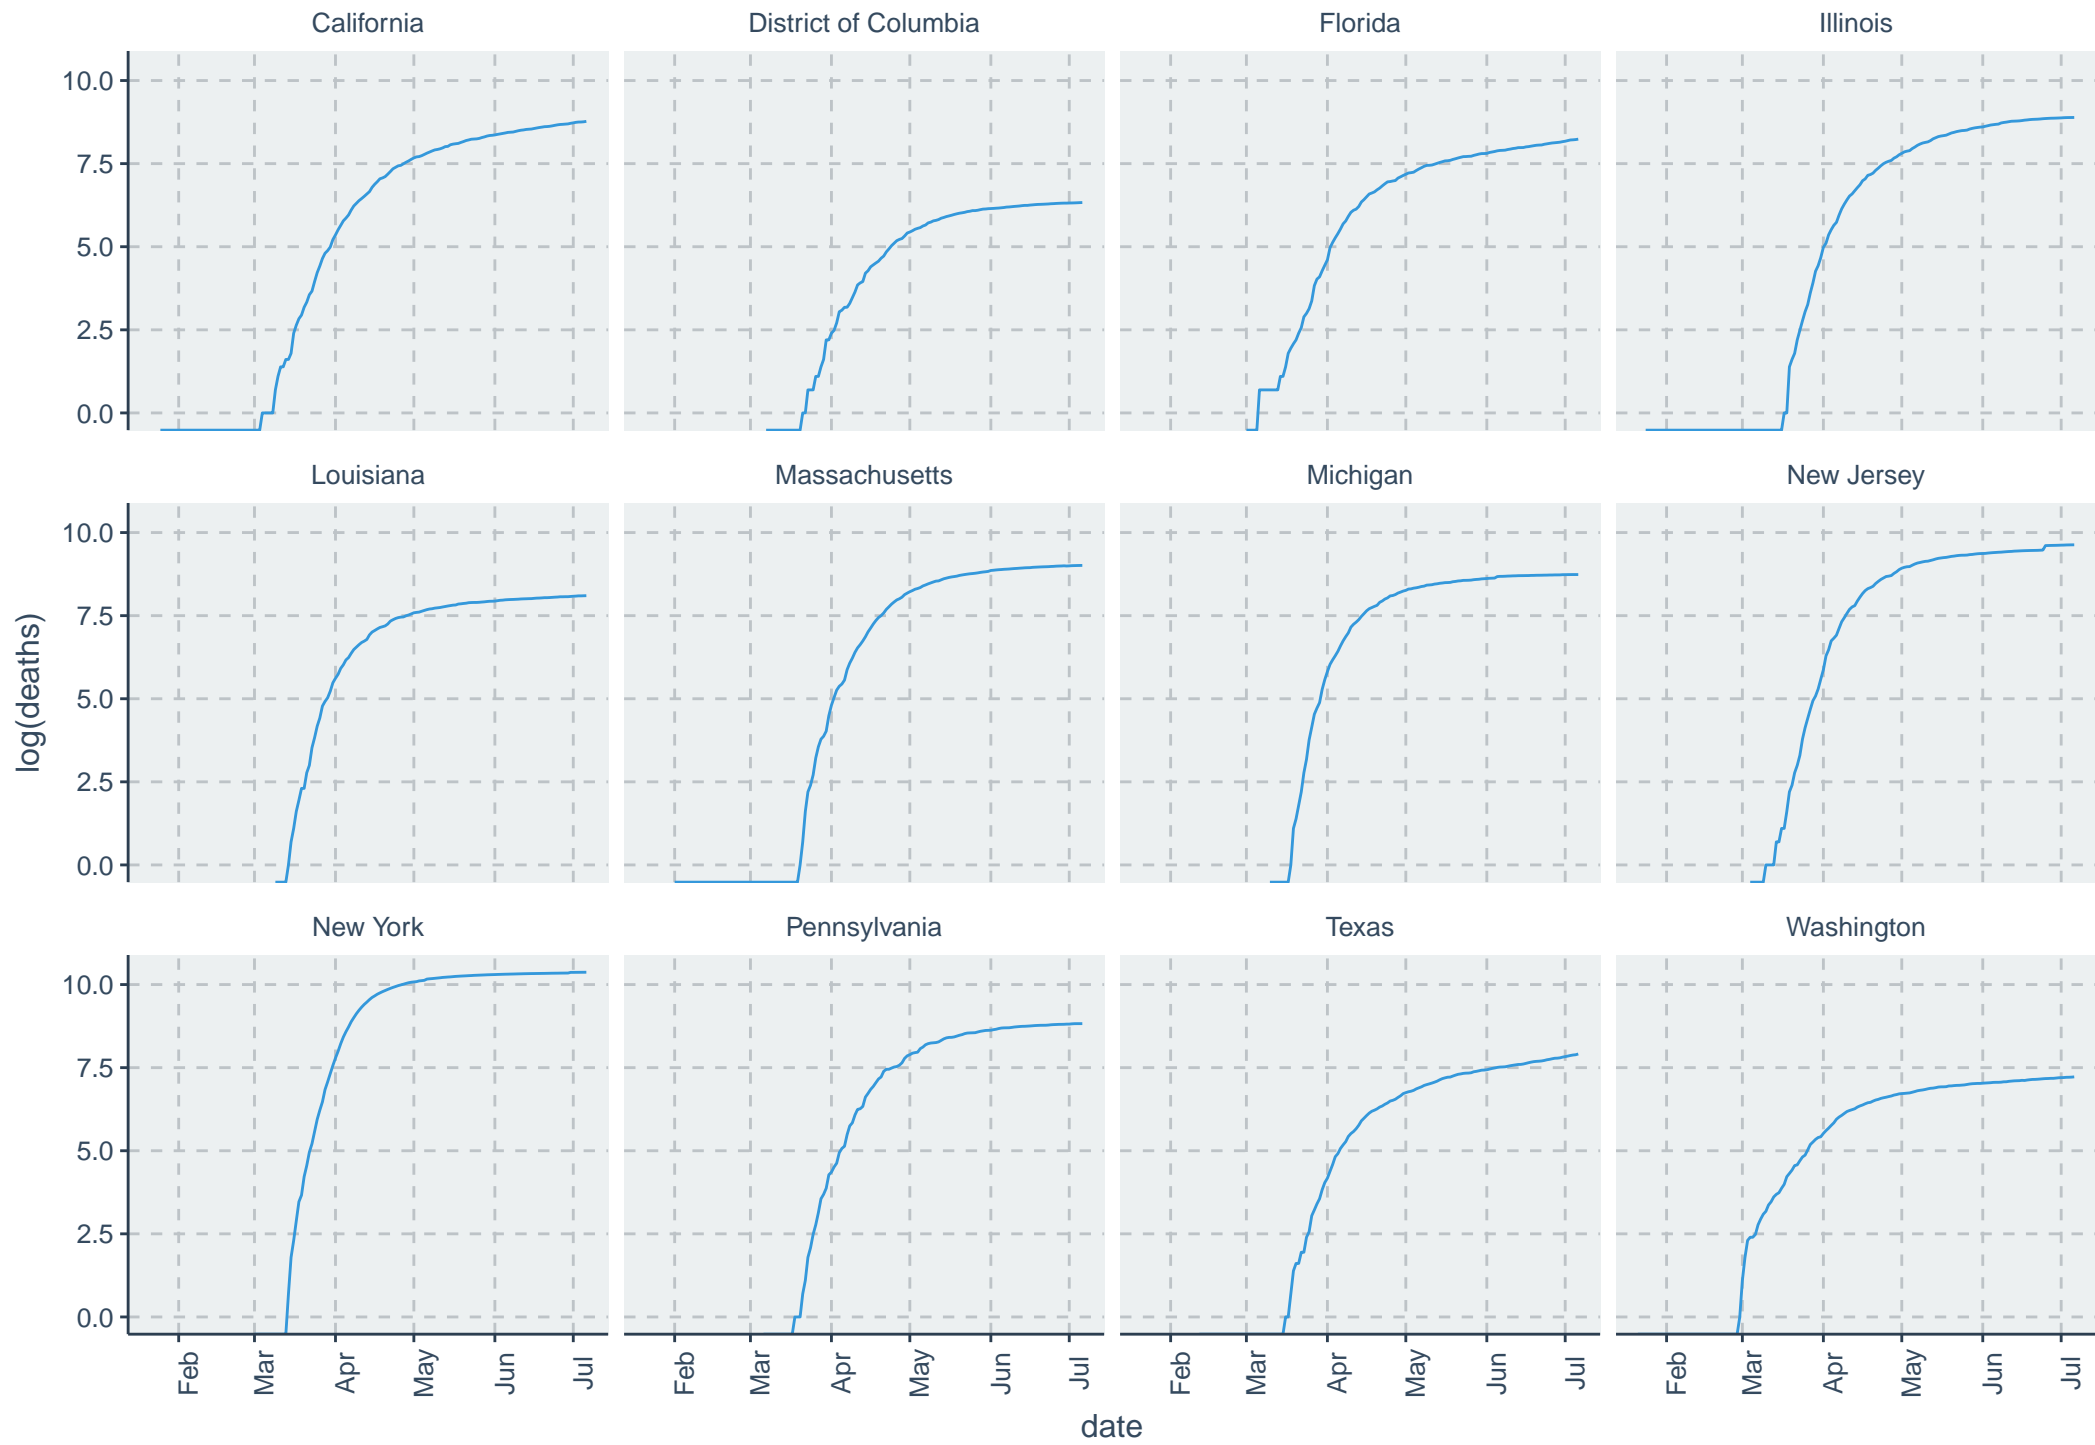 California District of Columbia Florida Illinois
10.0
7.5
5.0
2.5
0.0
Louisiana Massachusetts Michigan New Jersey
10.0
7.5
5.0
2.5
0.0
log(deaths)
New York Pennsylvania Texas Washington
10.0
7.5
5.0
2.5
0.0
Feb Mar Apr May Jun Jul Feb Mar Apr May Jun Jul Feb Mar Apr May Jun Jul Feb Mar Apr May Jun Jul
date